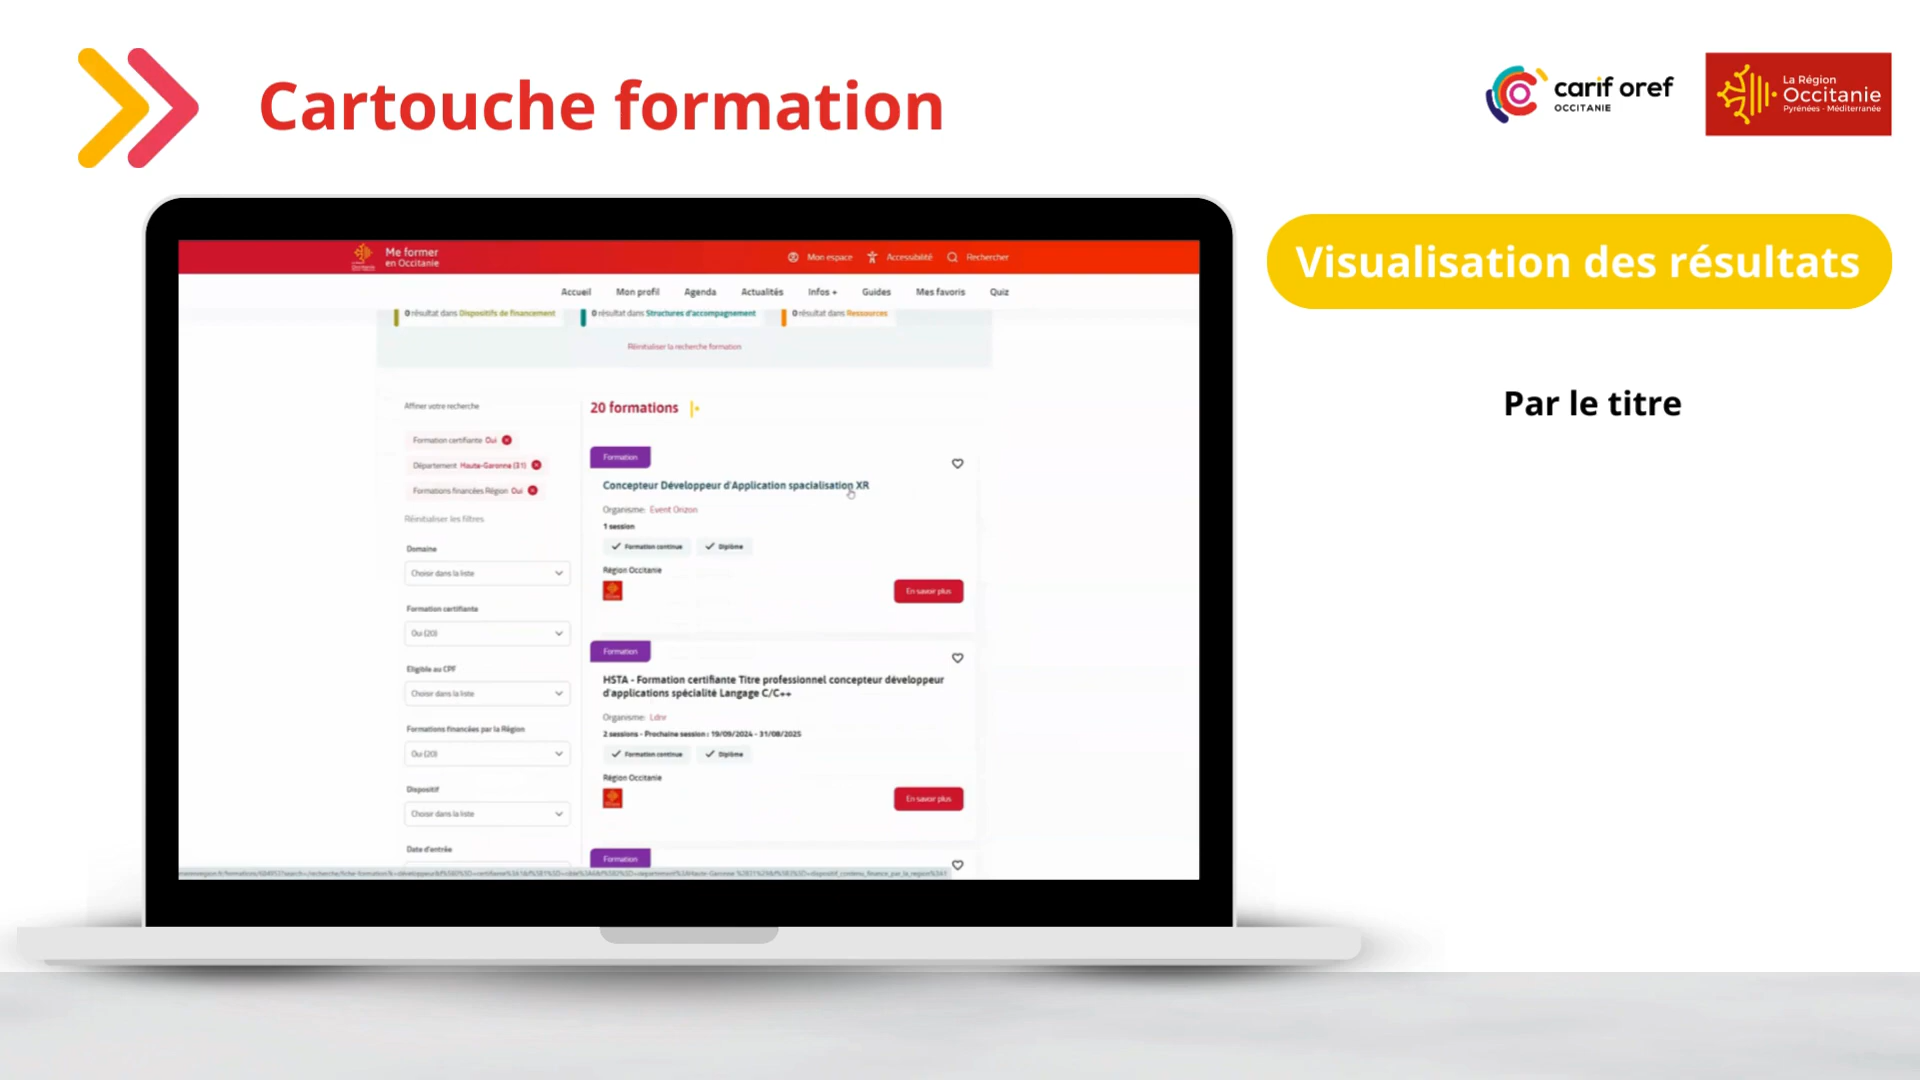 Cartouche formation
carif oref
OCCITANIE
La Région
Occitanie
Pyrénées - Méditerranée
Visualisation des résultats
Par le titre
Me former
en Occitanie
Mon espace
Accessibilité
Rechercher
Accueil
Mon profil
Agenda
Actualités
Infos +
Guides
Mes favoris
Quiz
0 résultat dans Dispositifs de financement
0 résultat dans Structures d'accompagnement
0 résultat dans Ressources
Réinitialiser la recherche formation
Affiner votre recherche
Formation certifiante Oui
Département Haute-Garonne (31)
Formations financées Région Oui
Réinitialiser les filtres
Domaine
Choisir dans la liste
Formation certifiante
Oui (20)
Eligible au CPF
Choisir dans la liste
Formations financées par la Région
Oui (20)
Dispositif
Choisir dans la liste
Date d'entrée
20 formations
Formation
Concepteur Développeur d'Application spacialisation XR
Organisme: Event Orizon
1 session
Formation continue
Diplôme
Région Occitanie
En savoir plus
Formation
HSTA - Formation certifiante Titre professionnel concepteur développeur
d'applications spécialité Langage C/C++
Organisme: Ldnr
2 sessions - Prochaine session : 19/09/2024 - 31/08/2025
Formation continue
Diplôme
Région Occitanie
En savoir plus
Formation